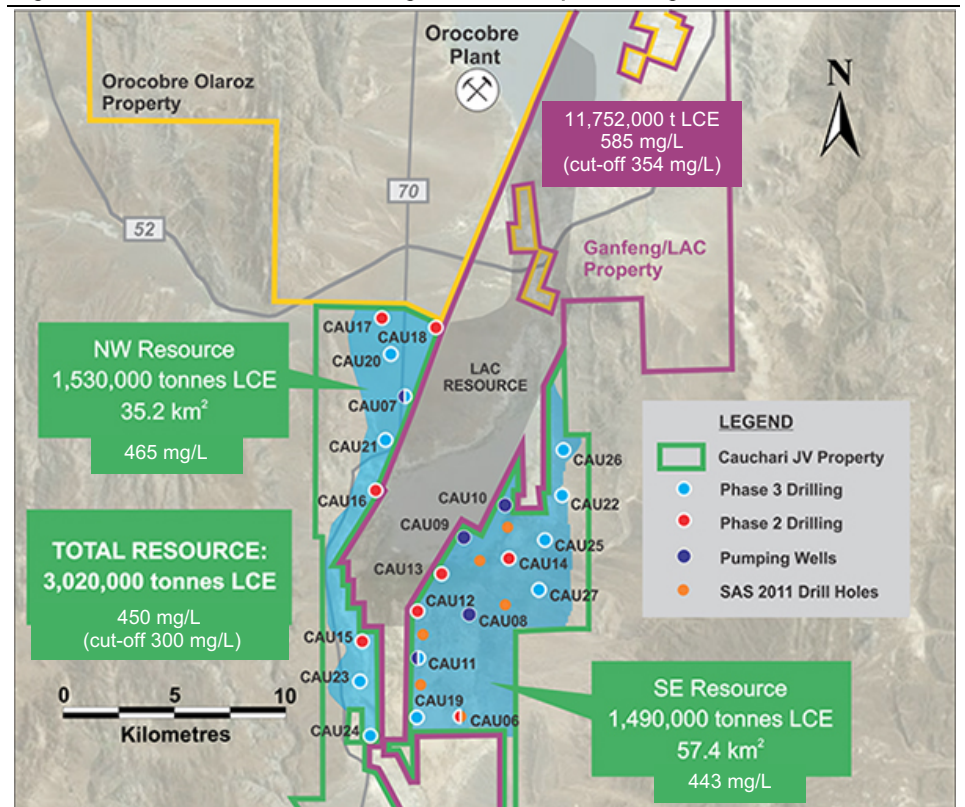 Orocobre
Plant
N
Orocobre Olaroz
Property
11,752,000 t LCE
585 mg/L
(cut-off 354 mg/L)
70
52
Ganfeng/LAC
Property
CAU17
CAU18
CAU20
NW Resource
1,530,000 tonnes LCE
35.2 km²
465 mg/L
LAC
RESOURCE
CAU07
CAU21
CAU16
LEGEND
Cauchari JV Property
Phase 3 Drilling
Phase 2 Drilling
Pumping Wells
SAS 2011 Drill Holes
CAU26
CAU22
CAU10
CAU09
CAU25
CAU14
CAU13
CAU27
CAU12
CAU08
TOTAL RESOURCE:
3,020,000 tonnes LCE
450 mg/L
(cut-off 300 mg/L)
CAU15
CAU11
CAU23
CAU19
CAU06
CAU24
0 5 10
Kilometres
SE Resource
1,490,000 tonnes LCE
57.4 km²
443 mg/L